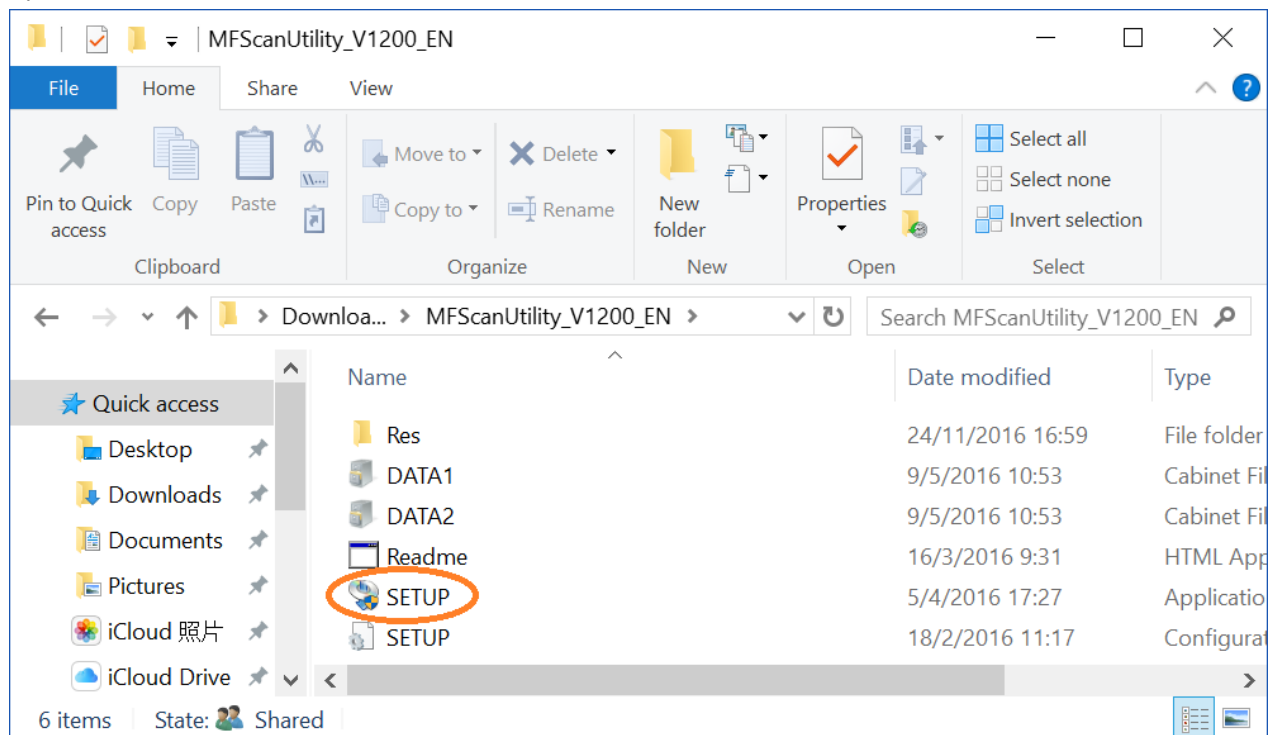 MFScanUtility_V1200_EN
File Home Share View
Pin to Quick access
Copy
Paste
Clipboard
Move to
Copy to
Delete
Rename
Organize
New folder
New
Properties
Open
Select all
Select none
Invert selection
Select
Downloa... MFScanUtility_V1200_EN
Search MFScanUtility_V1200_EN
Quick access
Desktop
Downloads
Documents
Pictures
iCloud 照片
iCloud Drive
Name Date modified Type
Res 24/11/2016 16:59 File folder
DATA1 9/5/2016 10:53 Cabinet Fil
DATA2 9/5/2016 10:53 Cabinet Fil
Readme 16/3/2016 9:31 HTML App
SETUP 5/4/2016 17:27 Applicatio
SETUP 18/2/2016 11:17 Configurat
6 items State: Shared